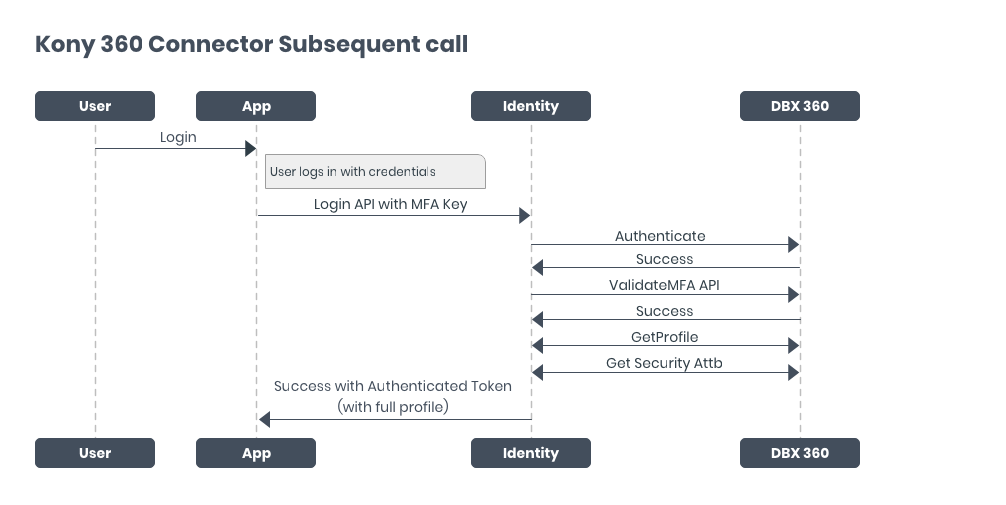 Kony 360 Connector Subsequent call
User
App
Identity
DBX 360
Login
User logs in with credentials
Login API with MFA Key
Authenticate
Success
ValidateMFA API
Success
GetProfile
Get Security Attb
Success with Authenticated Token
(with full profile)
User
App
Identity
DBX 360